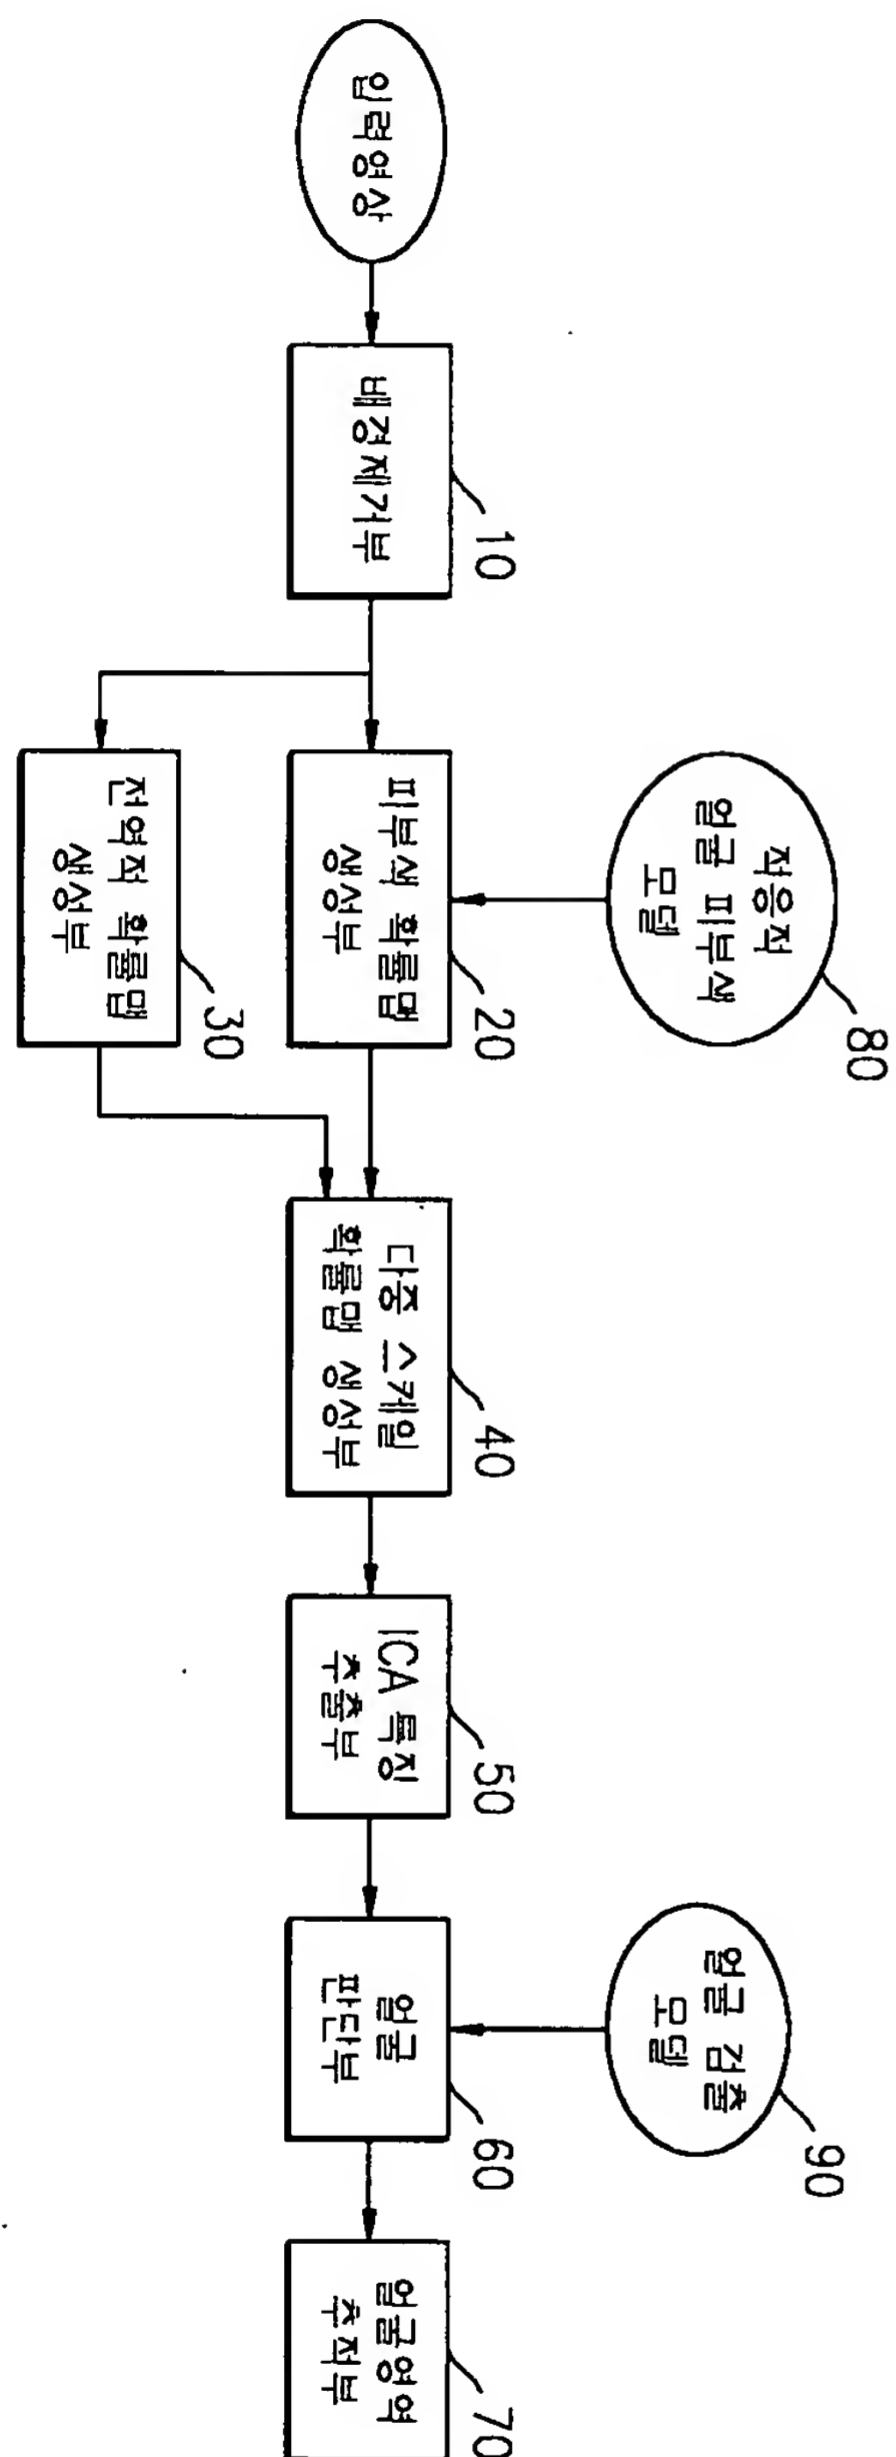 입력영상
배경제거부
10
적응적
얼굴 피부색
모델
80
피부색 확률맵
생성부
20
전역적 확률맵
생성부
30
다중 스케일
확률맵 생성부
40
ICA 특징
추출부
50
얼굴 검출
모델
90
얼굴
판단부
60
얼굴영역
추적부
70